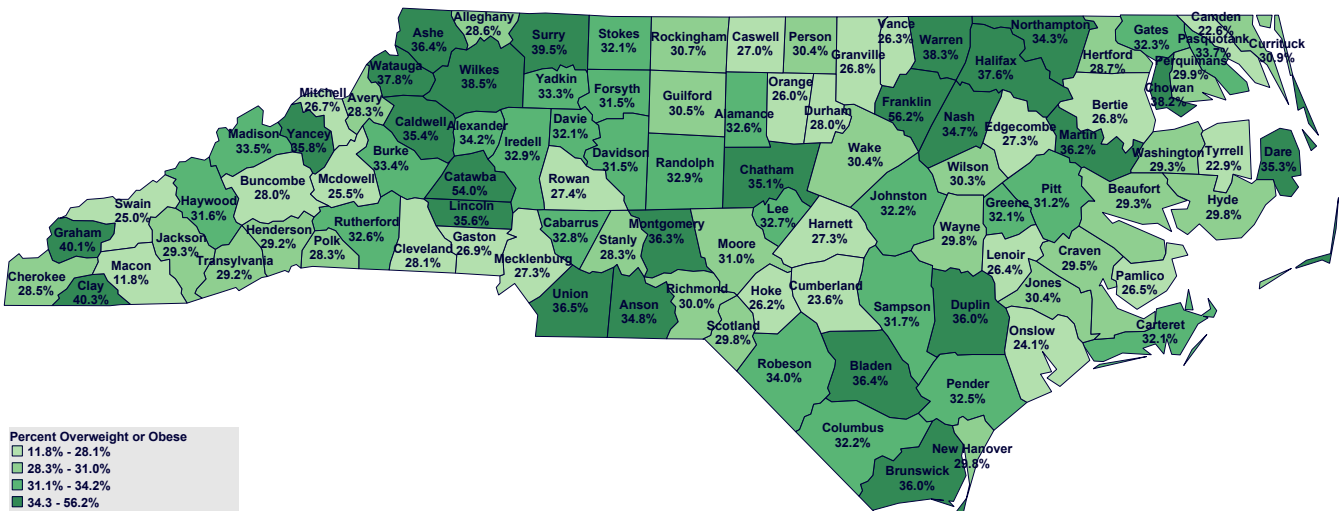 Alleghany
28.6%
Ashe
36.4%
Surry
39.5%
Stokes
32.1%
Rockingham
30.7%
Caswell
27.0%
Person
30.4%
Vance
26.3%
Granville
26.8%
Warren
38.3%
Northampton
34.3%
Halifax
37.6%
Gates
32.3%
Hertford
28.7%
Camden
22.6%
Pasquotank
33.7%
Currituck
30.9%
Perquimans
29.9%
Chowan
38.2%
Watauga
37.8%
Wilkes
38.5%
Yadkin
33.3%
Forsyth
31.5%
Guilford
30.5%
Alamance
32.6%
Orange
26.0%
Durham
28.0%
Franklin
56.2%
Nash
34.7%
Edgecombe
27.3%
Bertie
26.8%
Martin
36.2%
Washington
29.3%
Tyrrell
22.9%
Dare
35.3%
Mitchell
26.7%
Avery
28.3%
Caldwell
35.4%
Alexander
34.2%
Iredell
32.9%
Davie
32.1%
Davidson
31.5%
Randolph
32.9%
Chatham
35.1%
Wake
30.4%
Wilson
30.3%
Pitt
31.2%
Beaufort
29.3%
Hyde
29.8%
Madison
33.5%
Yancey
35.8%
Burke
33.4%
Catawba
54.0%
Rowan
27.4%
Johnston
32.2%
Greene
32.1%
Buncombe
28.0%
Mcdowell
25.5%
Lincoln
35.6%
Swain
25.0%
Haywood
31.6%
Rutherford
32.6%
Cleveland
28.1%
Gaston
26.9%
Cabarrus
32.8%
Stanly
28.3%
Montgomery
36.3%
Moore
31.0%
Lee
32.7%
Harnett
27.3%
Wayne
29.8%
Lenoir
26.4%
Craven
29.5%
Pamlico
26.5%
Graham
40.1%
Jackson
29.3%
Henderson
29.2%
Polk
28.3%
Transylvania
29.2%
Mecklenburg
27.3%
Cherokee
28.5%
Clay
40.3%
Macon
11.8%
Union
36.5%
Anson
34.8%
Richmond
30.0%
Scotland
29.8%
Hoke
26.2%
Cumberland
23.6%
Sampson
31.7%
Duplin
36.0%
Jones
30.4%
Onslow
24.1%
Carteret
32.1%
Robeson
34.0%
Bladen
36.4%
Pender
32.5%
Columbus
32.2%
New Hanover
29.8%
Brunswick
36.0%
Percent Overweight or Obese
11.8% - 28.1%
28.3% - 31.0%
31.1% - 34.2%
34.3 - 56.2%